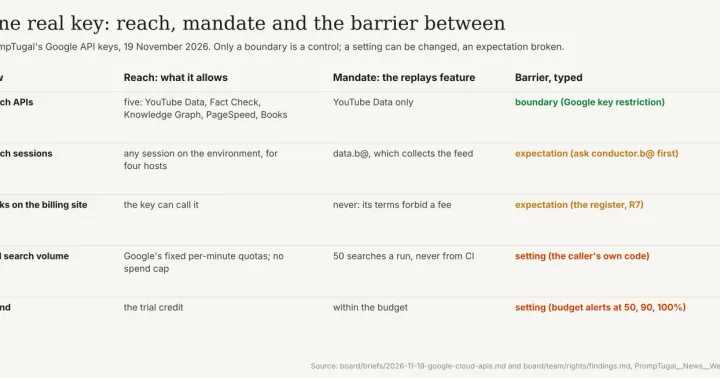 ne real key: reach, mandate and the barrier between
mpTugal's Google API keys, 19 November 2026. Only a boundary is a control; a setting can be changed, an expectation broken.
w Reach: what it allows Mandate: the replays feature Barrier, typed
ch APIs five: YouTube Data, Fact Check, YouTube Data only boundary (Google key restriction)
Knowledge Graph, PageSpeed, Books
ch sessions any session on the environment, for data.b@, which collects the feed expectation (ask conductor.b@ first)
four hosts
ks on the billing site the key can call it never: its terms forbid a fee expectation (the register, R7)
l search volume Google's fixed per-minute quotas; no 50 searches a run, never from CI setting (the caller's own code)
spend cap
nd the trial credit within the budget setting (budget alerts at 50, 90, 100%)
Source: board/briefs/2026-11-19-google-cloud-apis.md and board/team/rights/findings.md, PrompTugal__News__We